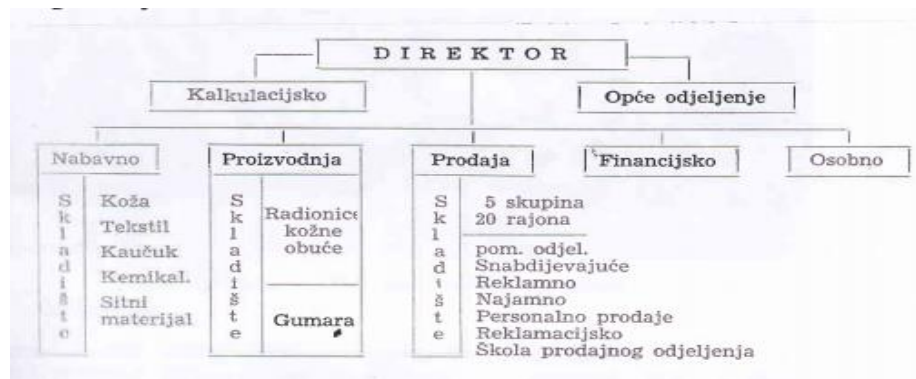 DIREKTOR
Kalkulacijsko
Opće odjeljenje
Nabavno
Proizvodnja
Prodaja
Financijsko
Osobno
Skladište
Koža
Tekstil
Kaučuk
Kemikal.
Sitni
materijal
Skladište
Radionice
kožne
obuće
Gumara
Skladište
5 skupina
20 rajona
pom. odjel.
Snabdijevajuće
Reklamno
Najamno
Personalno prodaje
Reklamacijsko
Škola prodajnog odjeljenja